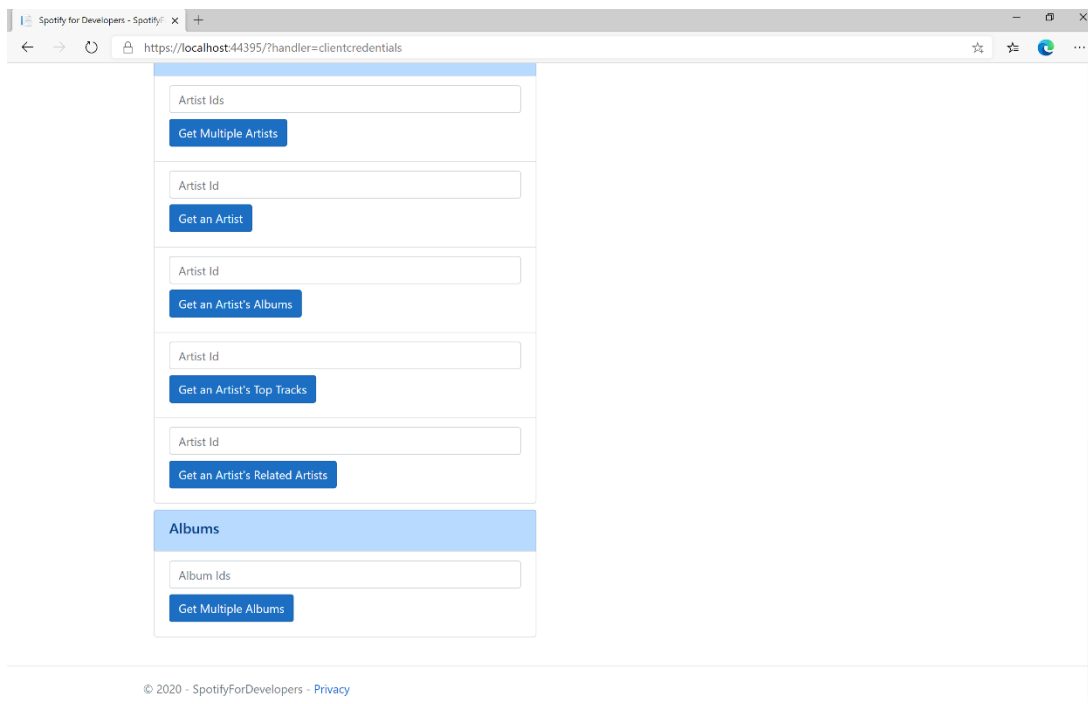 Spotify for Developers - Spotify
https://localhost:44395/?handler=clientcredentials
Artist Ids
Get Multiple Artists
Artist Id
Get an Artist
Artist Id
Get an Artist's Albums
Artist Id
Get an Artist's Top Tracks
Artist Id
Get an Artist's Related Artists
Albums
Album Ids
Get Multiple Albums
© 2020 - SpotifyForDevelopers - Privacy